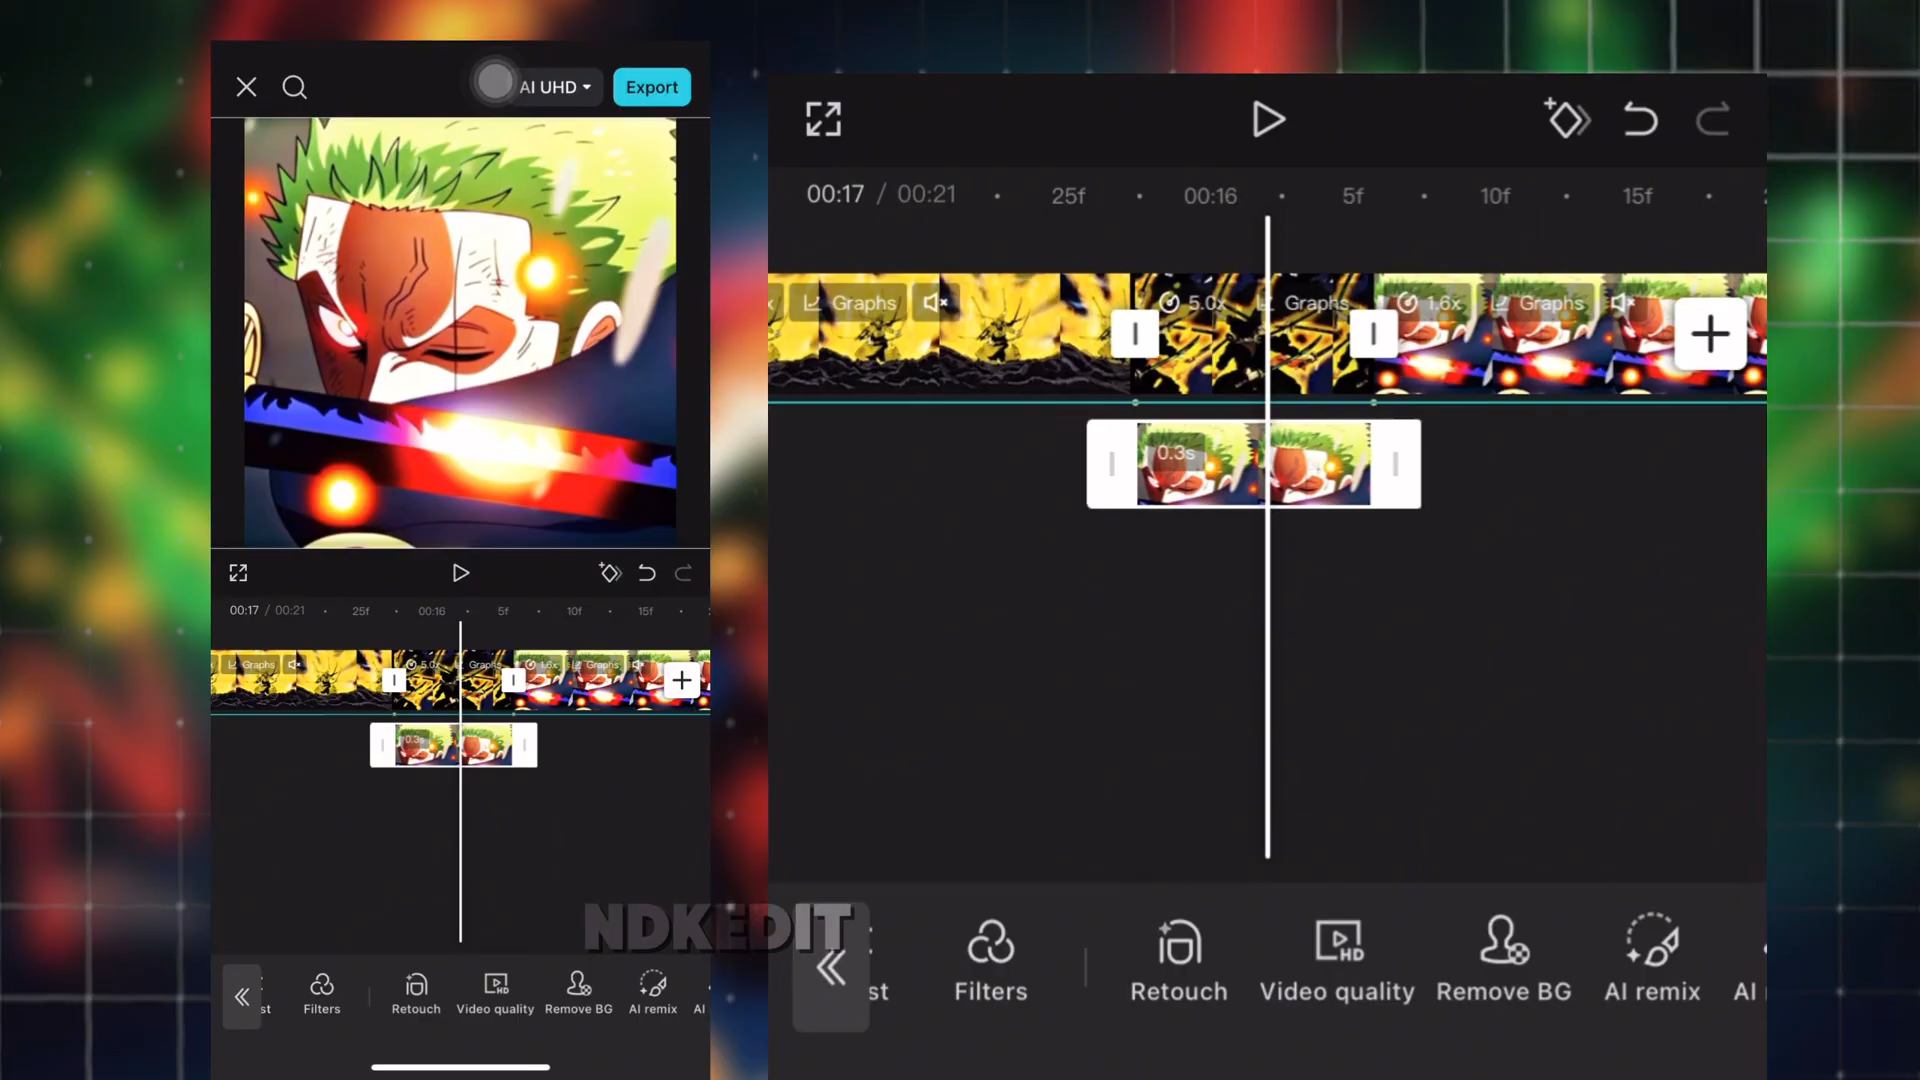 AI UHD
Export
00:17 / 00:21 25f 00:16 5f 10f 15f
Graphs 5.0x Graphs 1.6x Graphs
0.3s
st Filters Retouch Video quality Remove BG AI remix AI
00:17 / 00:21 25f 00:16 5f 10f 15f
Graphs 5.0x Graphs 1.6x Graphs
0.3s
NDKEDIT
st Filters Retouch Video quality Remove BG AI remix AI